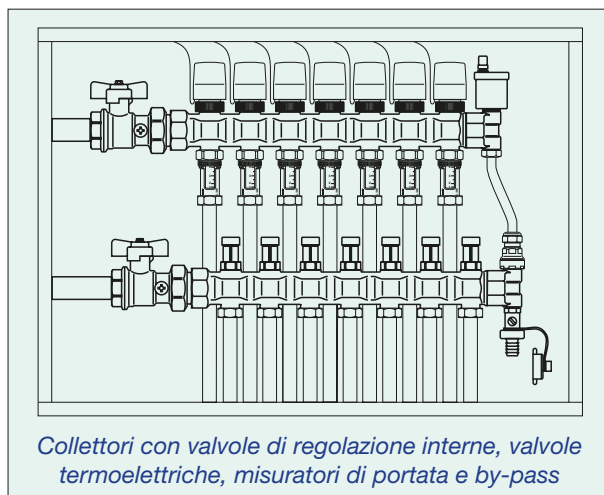 Collettori con valvole di regolazione interne, valvole
termoelettriche, misuratori di portata e by-pass